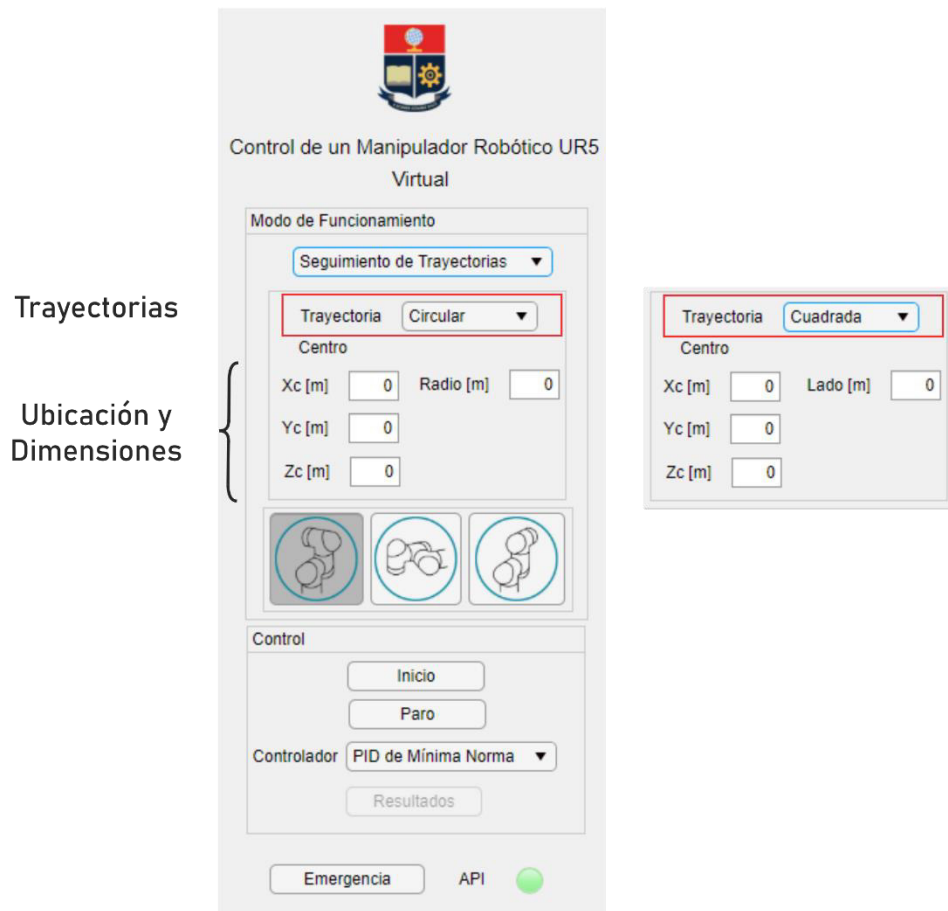 Control de un Manipulador Robótico UR5
Virtual
Modo de Funcionamiento
Seguimiento de Trayectorias
Trayectorias
Trayectoria Circular
Centro
Ubicación y
Dimensiones
Xc [m] 0 Radio [m] 0
Yc [m] 0
Zc [m] 0
Trayectoria Cuadrada
Centro
Xc [m] 0 Lado [m] 0
Yc [m] 0
Zc [m] 0
Control
Inicio
Paro
Controlador PID de Mínima Norma
Resultados
Emergencia API